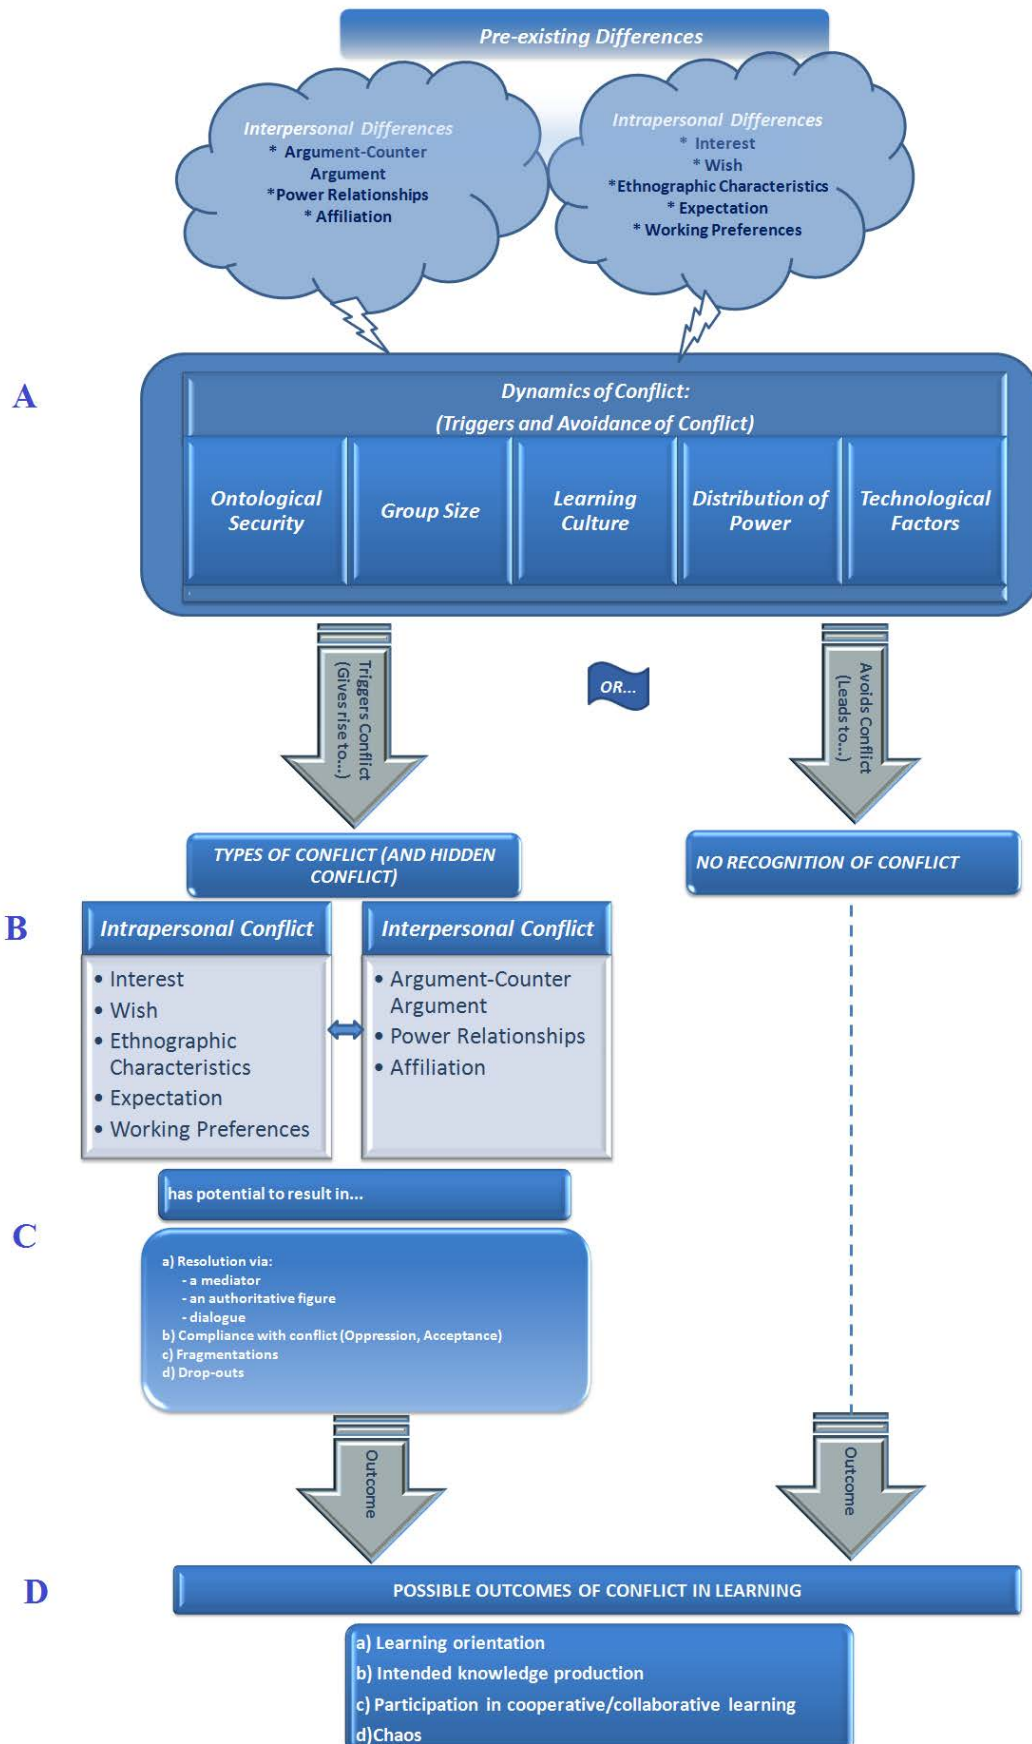 Pre-existing Differences
Interpersonal Differences
* Argument-Counter
Argument
*Power Relationships
* Affiliation
Intrapersonal Differences
* Interest
* Wish
*Ethnographic Characteristics
* Expectation
* Working Preferences
A
Dynamics of Conflict:
(Triggers and Avoidance of Conflict)
Ontological
Security
Group Size
Learning
Culture
Distribution of
Power
Technological
Factors
Triggers Conflict
(Gives rise to...)
OR...
Avoids Conflict
(Leads to...)
TYPES OF CONFLICT (AND HIDDEN
CONFLICT)
NO RECOGNITION OF CONFLICT
B
Intrapersonal Conflict
• Interest
• Wish
• Ethnographic
Characteristics
• Expectation
• Working Preferences
Interpersonal Conflict
• Argument-Counter
Argument
• Power Relationships
• Affiliation
has potential to result in...
C
a) Resolution via:
- a mediator
- an authoritative figure
- dialogue
b) Compliance with conflict (Oppression, Acceptance)
c) Fragmentations
d) Drop-outs
Outcome
Outcome
D
POSSIBLE OUTCOMES OF CONFLICT IN LEARNING
a) Learning orientation
b) Intended knowledge production
c) Participation in cooperative/collaborative learning
d)Chaos